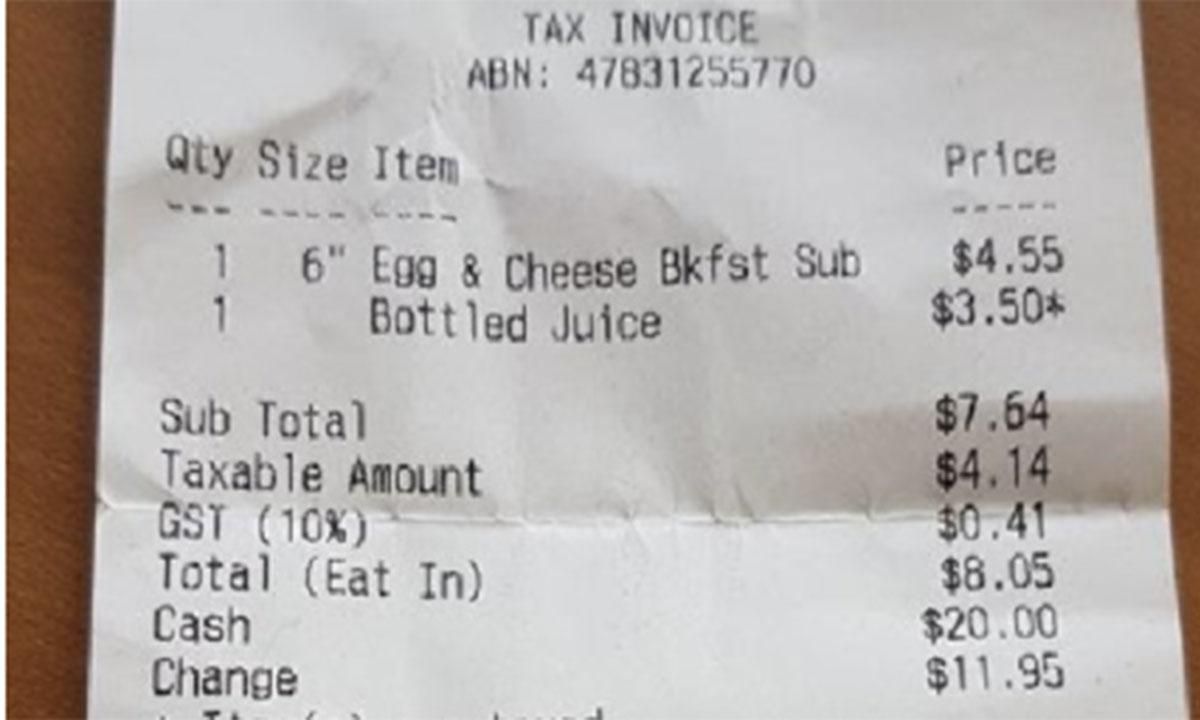 TAX INVOICE
ABN: 47831255770
Qty Size Item Price
--- ---- ---- -----
1 6" Egg & Cheese Bkfst Sub $4.55
1 Bottled Juice $3.50*
Sub Total $7.64
Taxable Amount $4.14
GST (10%) $0.41
Total (Eat In) $8.05
Cash $20.00
Change $11.95